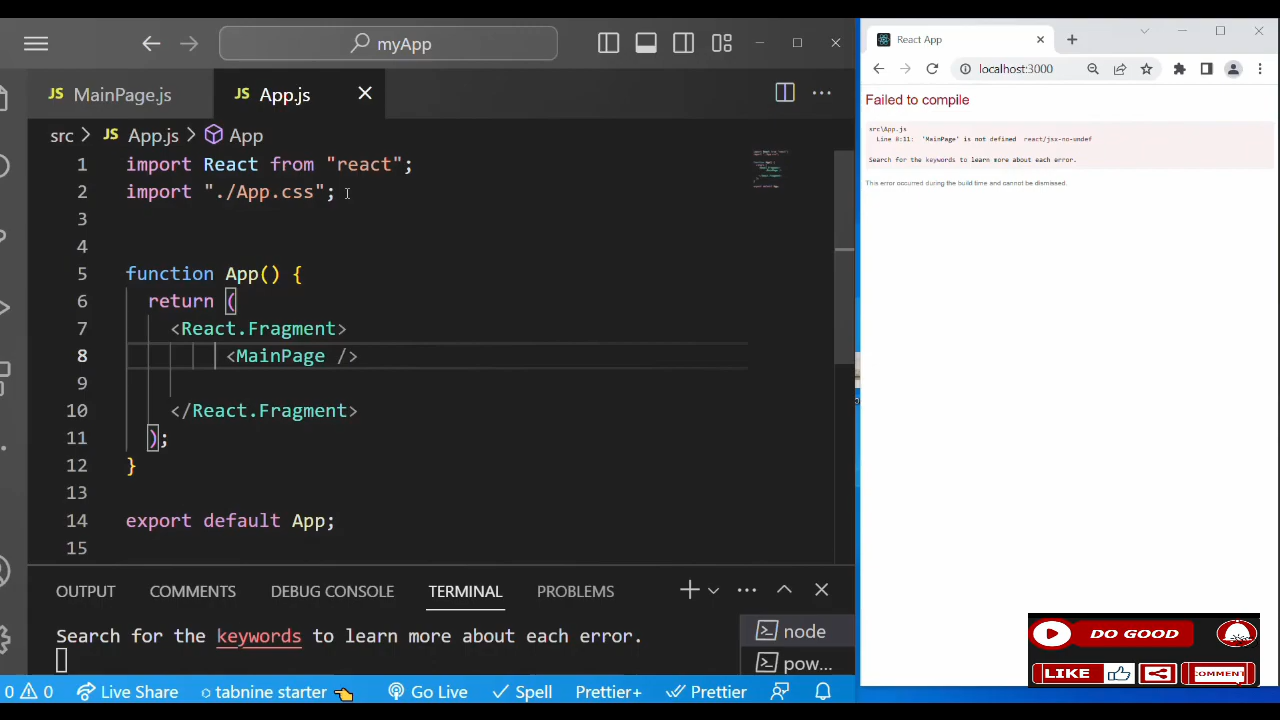 myApp
MainPage.js
App.js
src > App.js > App
1 import React from "react";
2 import "./App.css";
3
4
5 function App() {
6 return (
7 <React.Fragment>
8 <MainPage />
9
10 </React.Fragment>
11 );
12 }
13
14 export default App;
15
OUTPUT COMMENTS DEBUG CONSOLE TERMINAL PROBLEMS
Search for the keywords to learn more about each error.
node
pow...
0 0 Live Share tabnine starter Go Live Spell Prettier+ Prettier
React App
localhost:3000
Failed to compile
src\App.js
Line 8:11: 'MainPage' is not defined react/jsx-no-undef
Search for the keywords to learn more about each error.
This error occurred during the build time and cannot be dismissed.
DO GOOD
LIKE COMMENT